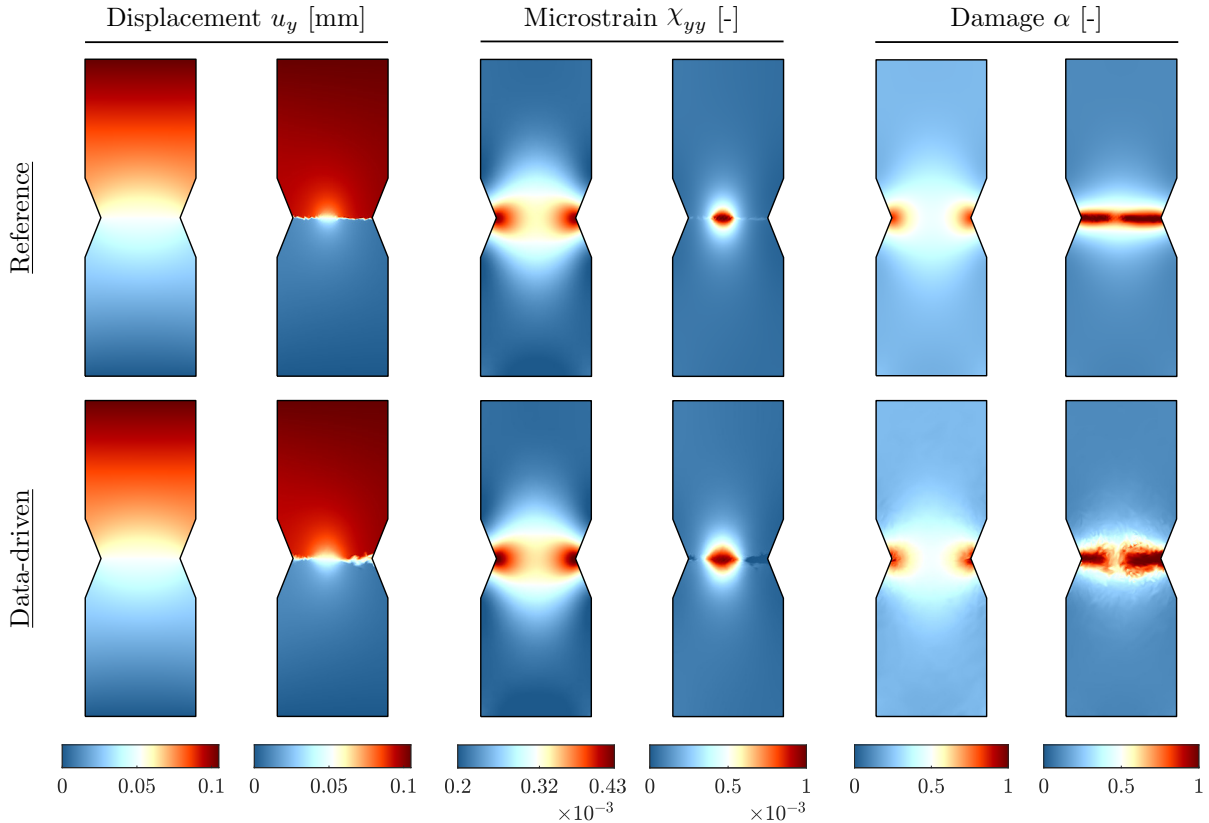 Displacement u_y [mm] Microstrain χ_yy [-] Damage α [-]
Reference
Data-driven
0 0.05 0.1 0 0.05 0.1 0.2 0.32 0.43 0 0.5 1 0 0.5 1 0 0.5 1
×10⁻³ ×10⁻³